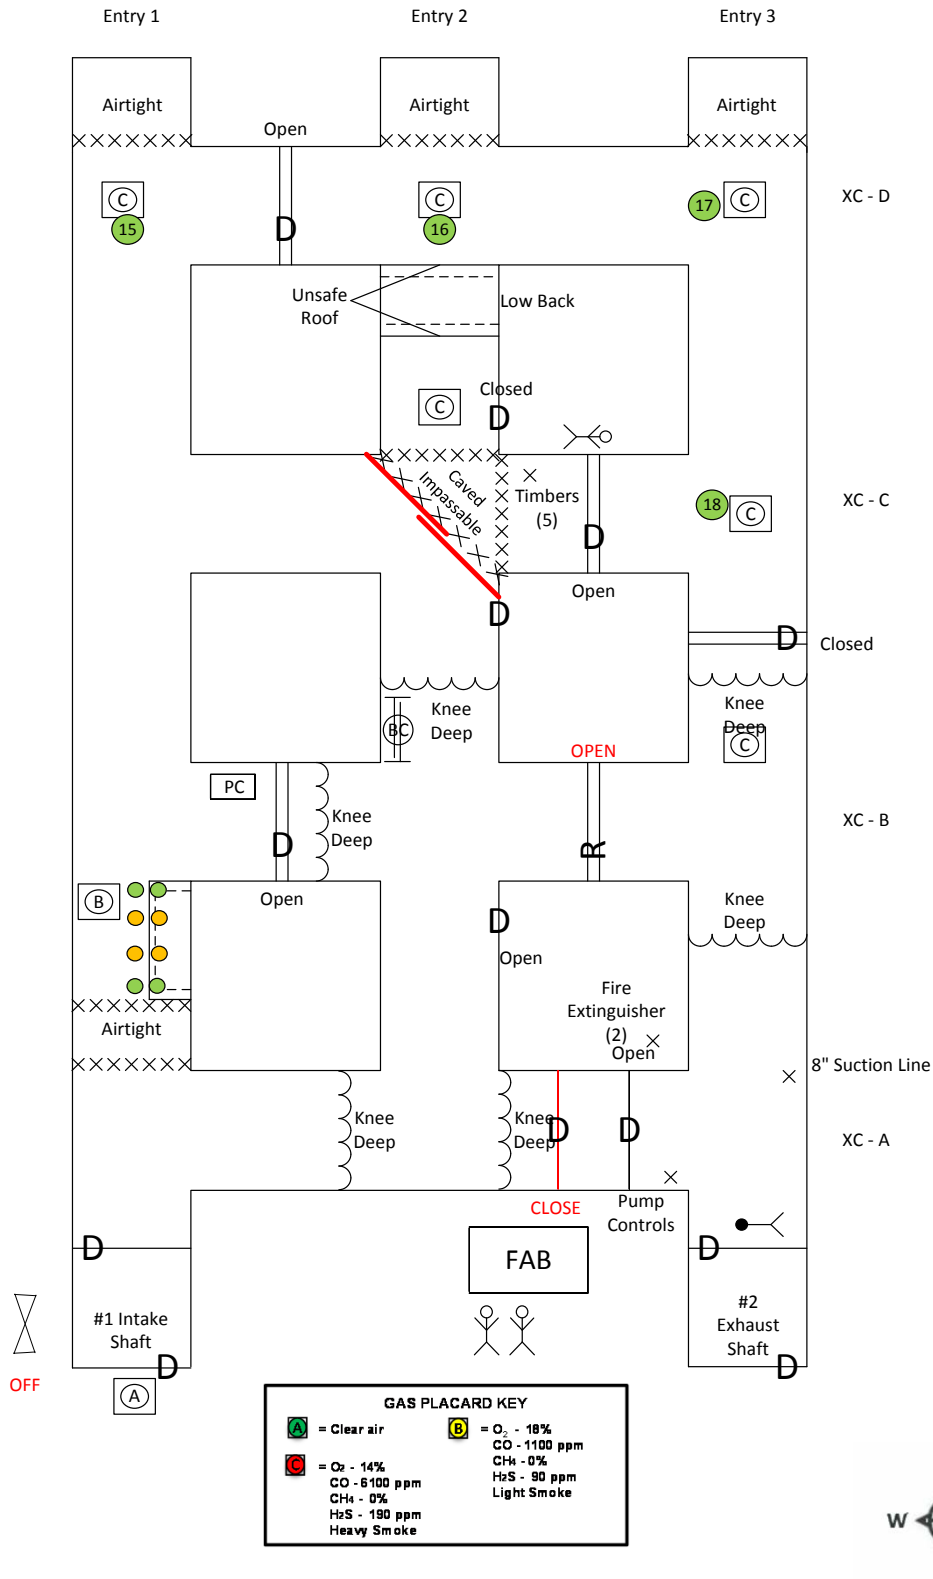 Entry 1
Entry 2
Entry 3
Airtight
Airtight
Airtight
Open
C
C
C
XC - D
15
16
17
D
Unsafe
Roof
Low Back
Closed
C
D
Caved
Impassable
Timbers
(5)
18
C
XC - C
D
Open
D
D
Closed
Knee
Deep
Knee
Deep
BC
C
OPEN
PC
Knee
Deep
D
R
XC - B
B
Open
Knee
Deep
D
Open
Fire
Extinguisher
(2)
Airtight
Open
8" Suction Line
Knee
Deep
Knee
Deep
D
D
XC - A
CLOSE
Pump
Controls
D
D
FAB
#1 Intake
Shaft
#2
Exhaust
Shaft
D
D
OFF
A
GAS PLACARD KEY
A = Clear air
B = O₂ - 18%
CO - 1100 ppm
CH₄ - 0%
H₂S - 90 ppm
Light Smoke
C = O₂ - 14%
CO - 6100 ppm
CH₄ - 0%
H₂S - 190 ppm
Heavy Smoke
W